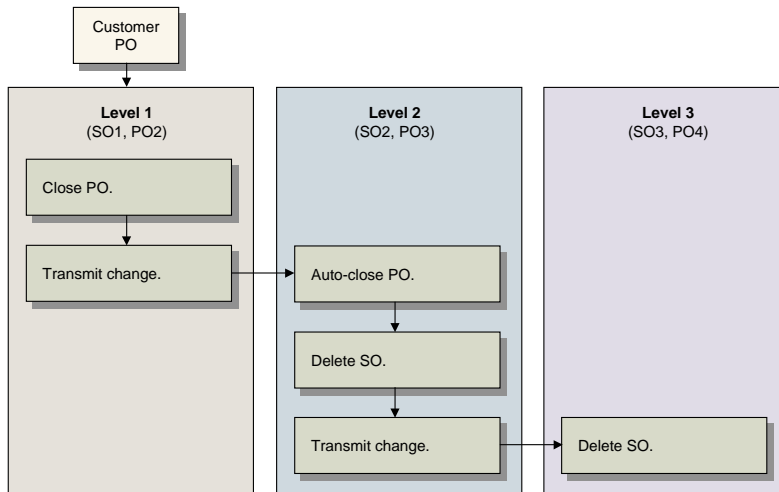 Customer
PO
Level 1
(SO1, PO2)
Level 2
(SO2, PO3)
Level 3
(SO3, PO4)
Close PO.
Transmit change.
Auto-close PO.
Delete SO.
Transmit change.
Delete SO.